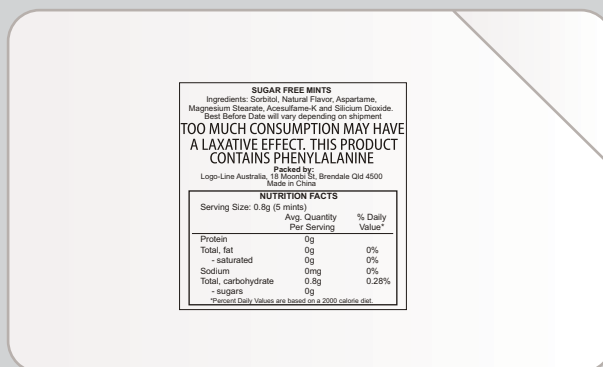 SUGAR FREE MINTS
Ingredients: Sorbitol, Natural Flavor, Aspartame,
Magnesium Stearate, Acesulfame-K and Silicium Dioxide.
Best Before Date will vary depending on shipment
TOO MUCH CONSUMPTION MAY HAVE
A LAXATIVE EFFECT. THIS PRODUCT
CONTAINS PHENYLALANINE
Packed by:
Logo-Line Australia, 18 Moonbi St, Brendale Qld 4500
Made in China
NUTRITION FACTS
Serving Size: 0.8g (5 mints)
Avg. Quantity % Daily
Per Serving Value*
Protein 0g
Total, fat 0g 0%
- saturated 0g 0%
Sodium 0mg 0%
Total, carbohydrate 0.8g 0.28%
- sugars 0g
*Percent Daily Values are based on a 2000 calorie diet.